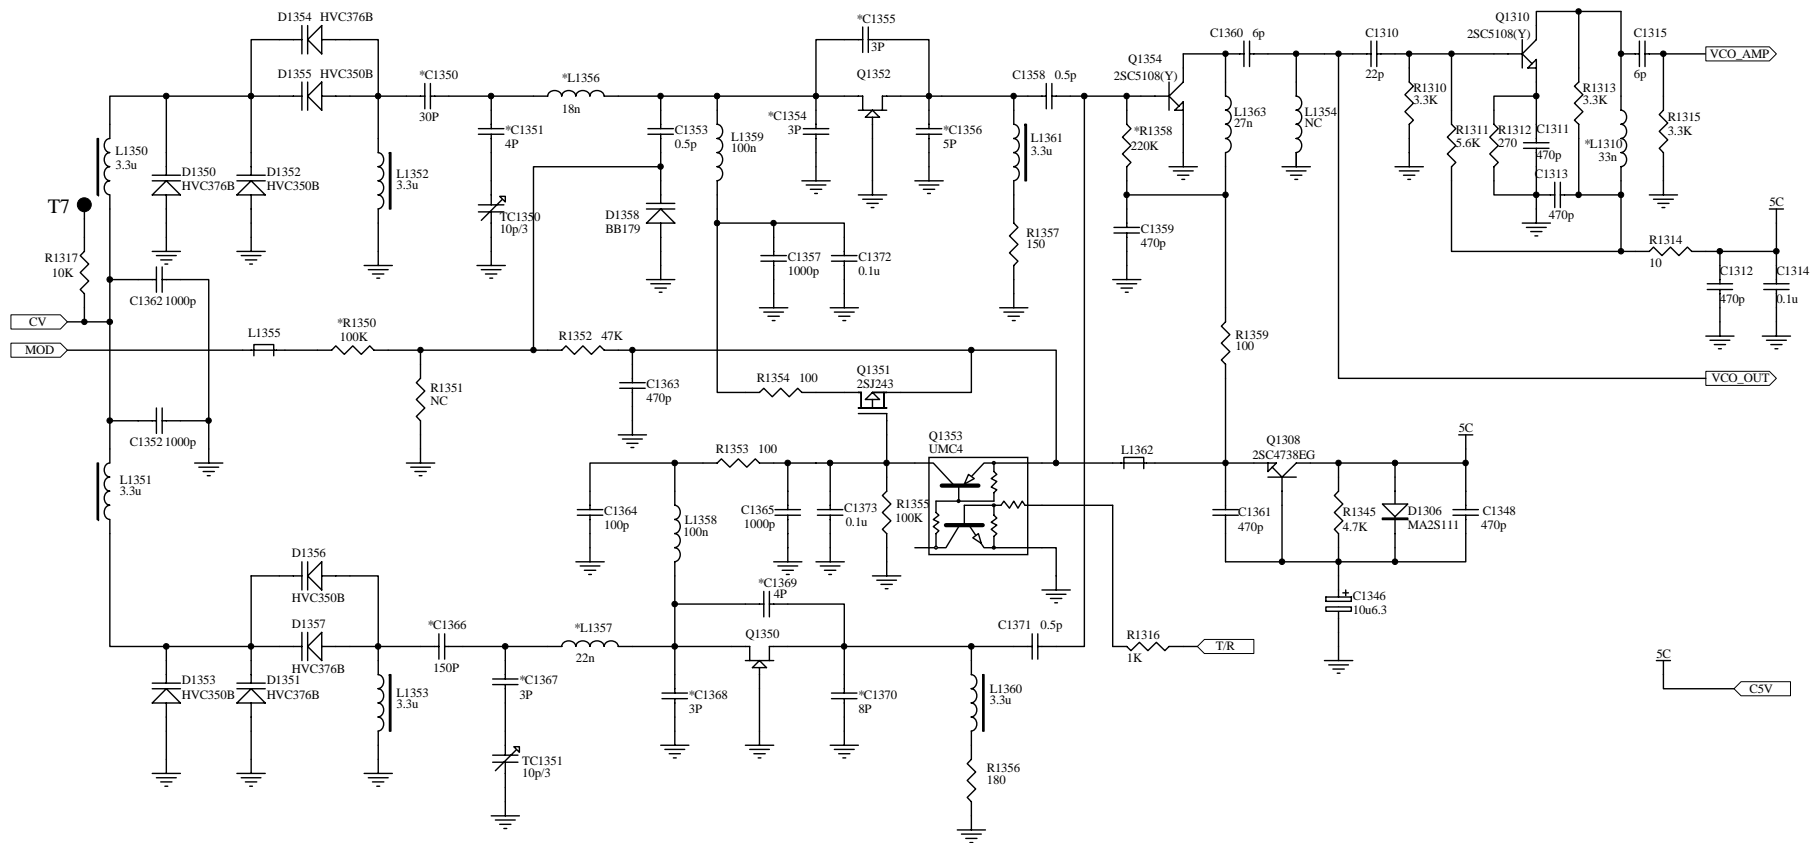 D1354 HVC376B
D1355 HVC350B
*C1350
30P
*L1356
18n
*C1355
3P
Q1352
C1358 0.5p
Q1354
2SC5108(Y)
C1360 6p
C1310
22p
Q1310
2SC5108(Y)
C1315
6p
VCO_AMP
L1350
3.3u
D1350
HVC376B
D1352
HVC350B
L1352
3.3u
*C1351
4P
TC1350
10p/3
C1353
0.5p
D1358
BB179
L1359
100n
*C1354
3P
*C1356
5P
L1361
3.3u
R1357
150
*R1358
220K
L1363
27n
L1354
NC
R1310
3.3K
R1311
5.6K
R1312
270
C1311
470p
C1313
470p
R1313
3.3K
*L1310
33n
R1315
3.3K
T7
R1317
10K
C1362 1000p
C1357
1000p
C1372
0.1u
C1359
470p
R1314
10
5C
C1312
470p
C1314
0.1u
CV
MOD
L1355
*R1350
100K
R1352 47K
R1351
NC
C1363
470p
R1354 100
Q1351
2SJ243
R1359
100
VCO_OUT
C1352 1000p
L1351
3.3u
R1353 100
Q1353
UMC4
L1362
Q1308
2SC4738EG
5C
C1364
100p
L1358
100n
C1365
1000p
C1373
0.1u
R1355
100K
C1361
470p
R1345
4.7K
D1306
MA2S111
C1348
470p
+
C1346
10u6.3
D1356
HVC350B
D1357
HVC376B
*C1366
150P
*L1357
22n
*C1369
4P
Q1350
C1371 0.5p
R1316
1K
T/R
D1353
HVC350B
D1351
HVC376B
L1353
3.3u
*C1367
3P
TC1351
10p/3
*C1368
3P
*C1370
8P
L1360
3.3u
R1356
180
5C
C5V